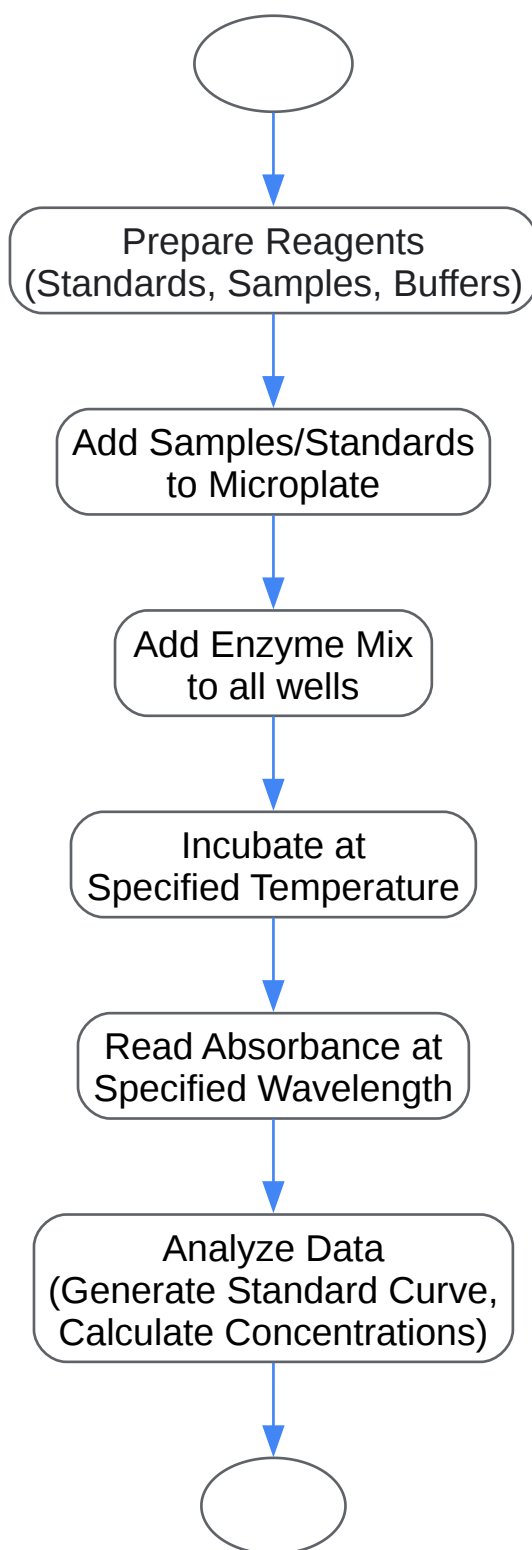 Prepare Reagents
(Standards, Samples, Buffers)
Add Samples/Standards
to Microplate
Add Enzyme Mix
to all wells
Incubate at
Specified Temperature
Read Absorbance at
Specified Wavelength
Analyze Data
(Generate Standard Curve,
Calculate Concentrations)